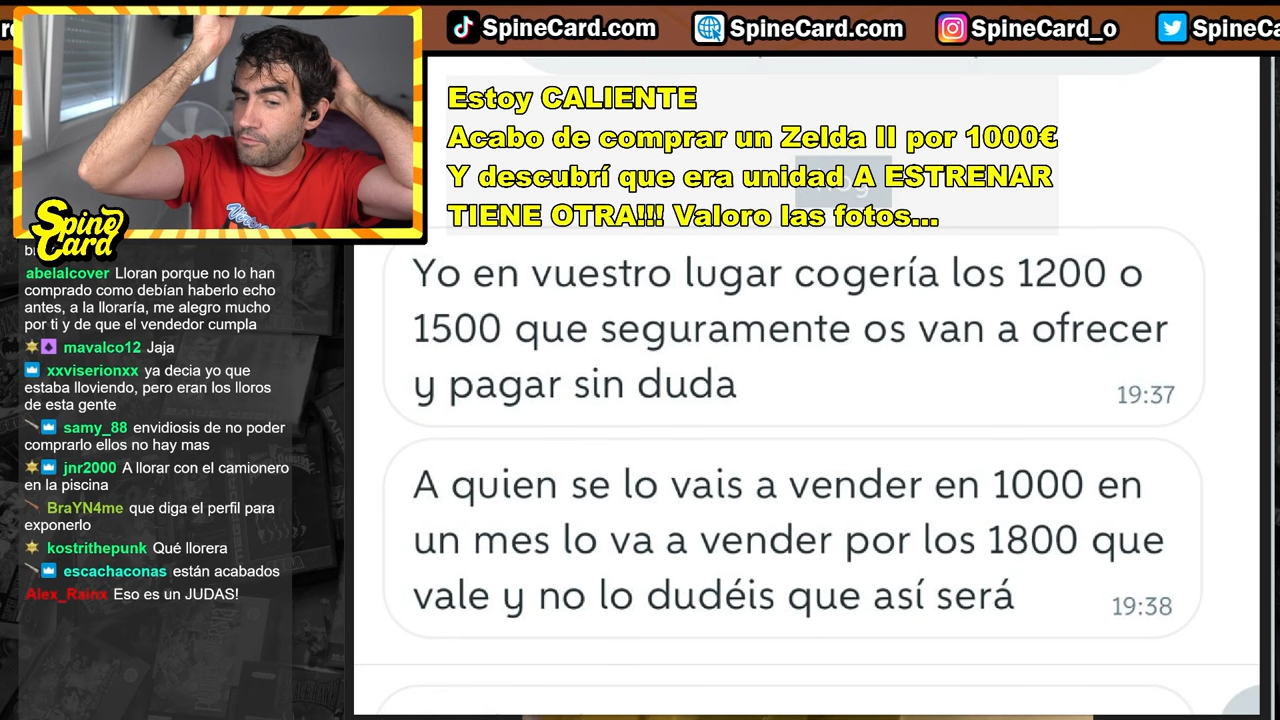 SpineCard.com
SpineCard.com
SpineCard_o
SpineCa
Estoy CALIENTE
Acabo de comprar un Zelda II por 1000€
Y descubrí que era unidad A ESTRENAR
TIENE OTRA!!! Valoro las fotos...
Spine
Card
abelalcover Lloran porque no lo han
comprado como debían haberlo echo
antes, a la lloraría, me alegro mucho
por ti y de que el vendedor cumpla
mavalco12 Jaja
xxviserionxx ya decia yo que
estaba lloviendo, pero eran los lloros
de esta gente
samy_88 envidiosis de no poder
comprarlo ellos no hay mas
jnr2000 A llorar con el camionero
en la piscina
BraYN4me que diga el perfil para
exponerlo
kostrithepunk Qué llorera
escachaconas están acabados
Alex_Rainx Eso es un JUDAS!
Yo en vuestro lugar cogería los 1200 o
1500 que seguramente os van a ofrecer
y pagar sin duda
19:37
A quien se lo vais a vender en 1000 en
un mes lo va a vender por los 1800 que
vale y no lo dudéis que así será
19:38